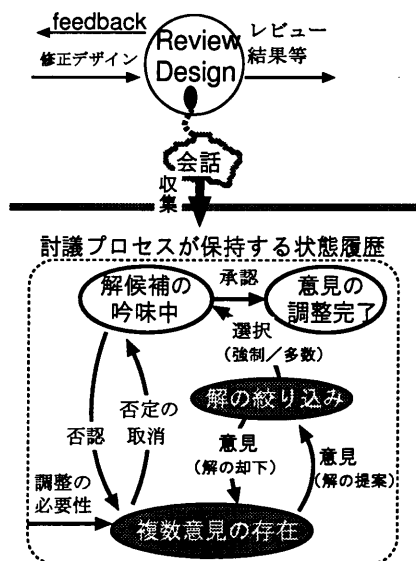 feedback
修正デザイン
Review
Design
レビュー
結果等
会話
収集
討議プロセスが保持する状態履歴
解候補の
吟味中
承認
意見の
調整完了
選択
(強制/多数)
解の絞り込み
否認
否定の
取消
意見
(解の却下)
意見
(解の提案)
調整の
必要性
複数意見の存在